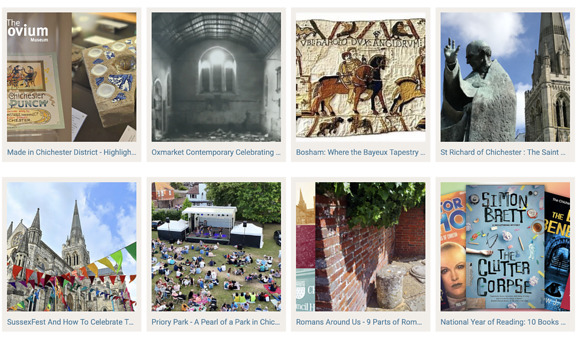 The
ovium
Museum
Chichester
PUNCH
Made in Chichester District - Highligh...
Oxmarket Contemporary Celebrating ...
Bosham: Where the Bayeux Tapestry ...
St Richard of Chichester : The Saint ...
SussexFest And How To Celebrate T...
Priory Park - A Pearl of a Park in Chic...
Romans Around Us - 9 Parts of Rom...
SIMON
BRETT
THE
CLUTTER
CORPSE
National Year of Reading: 10 Books ...